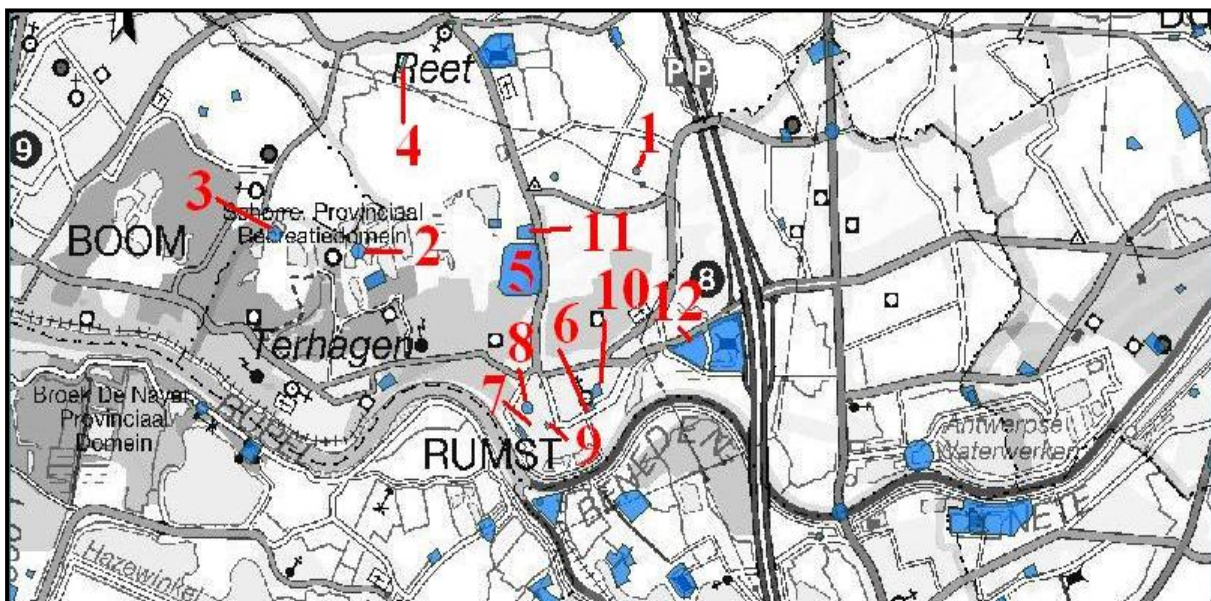 Reet
P P
9
4
1
3
Schorre Provinciaal
Recreatiedomein
BOOM
2
11
5
10
8
12
6
8
Terhagen
7
9
Broek De Nayer
Provinciaal
Domein
RUPEL
RUMST
BENEDEN
Antwerpse
Waterwerken
NETE
Hazewinkel